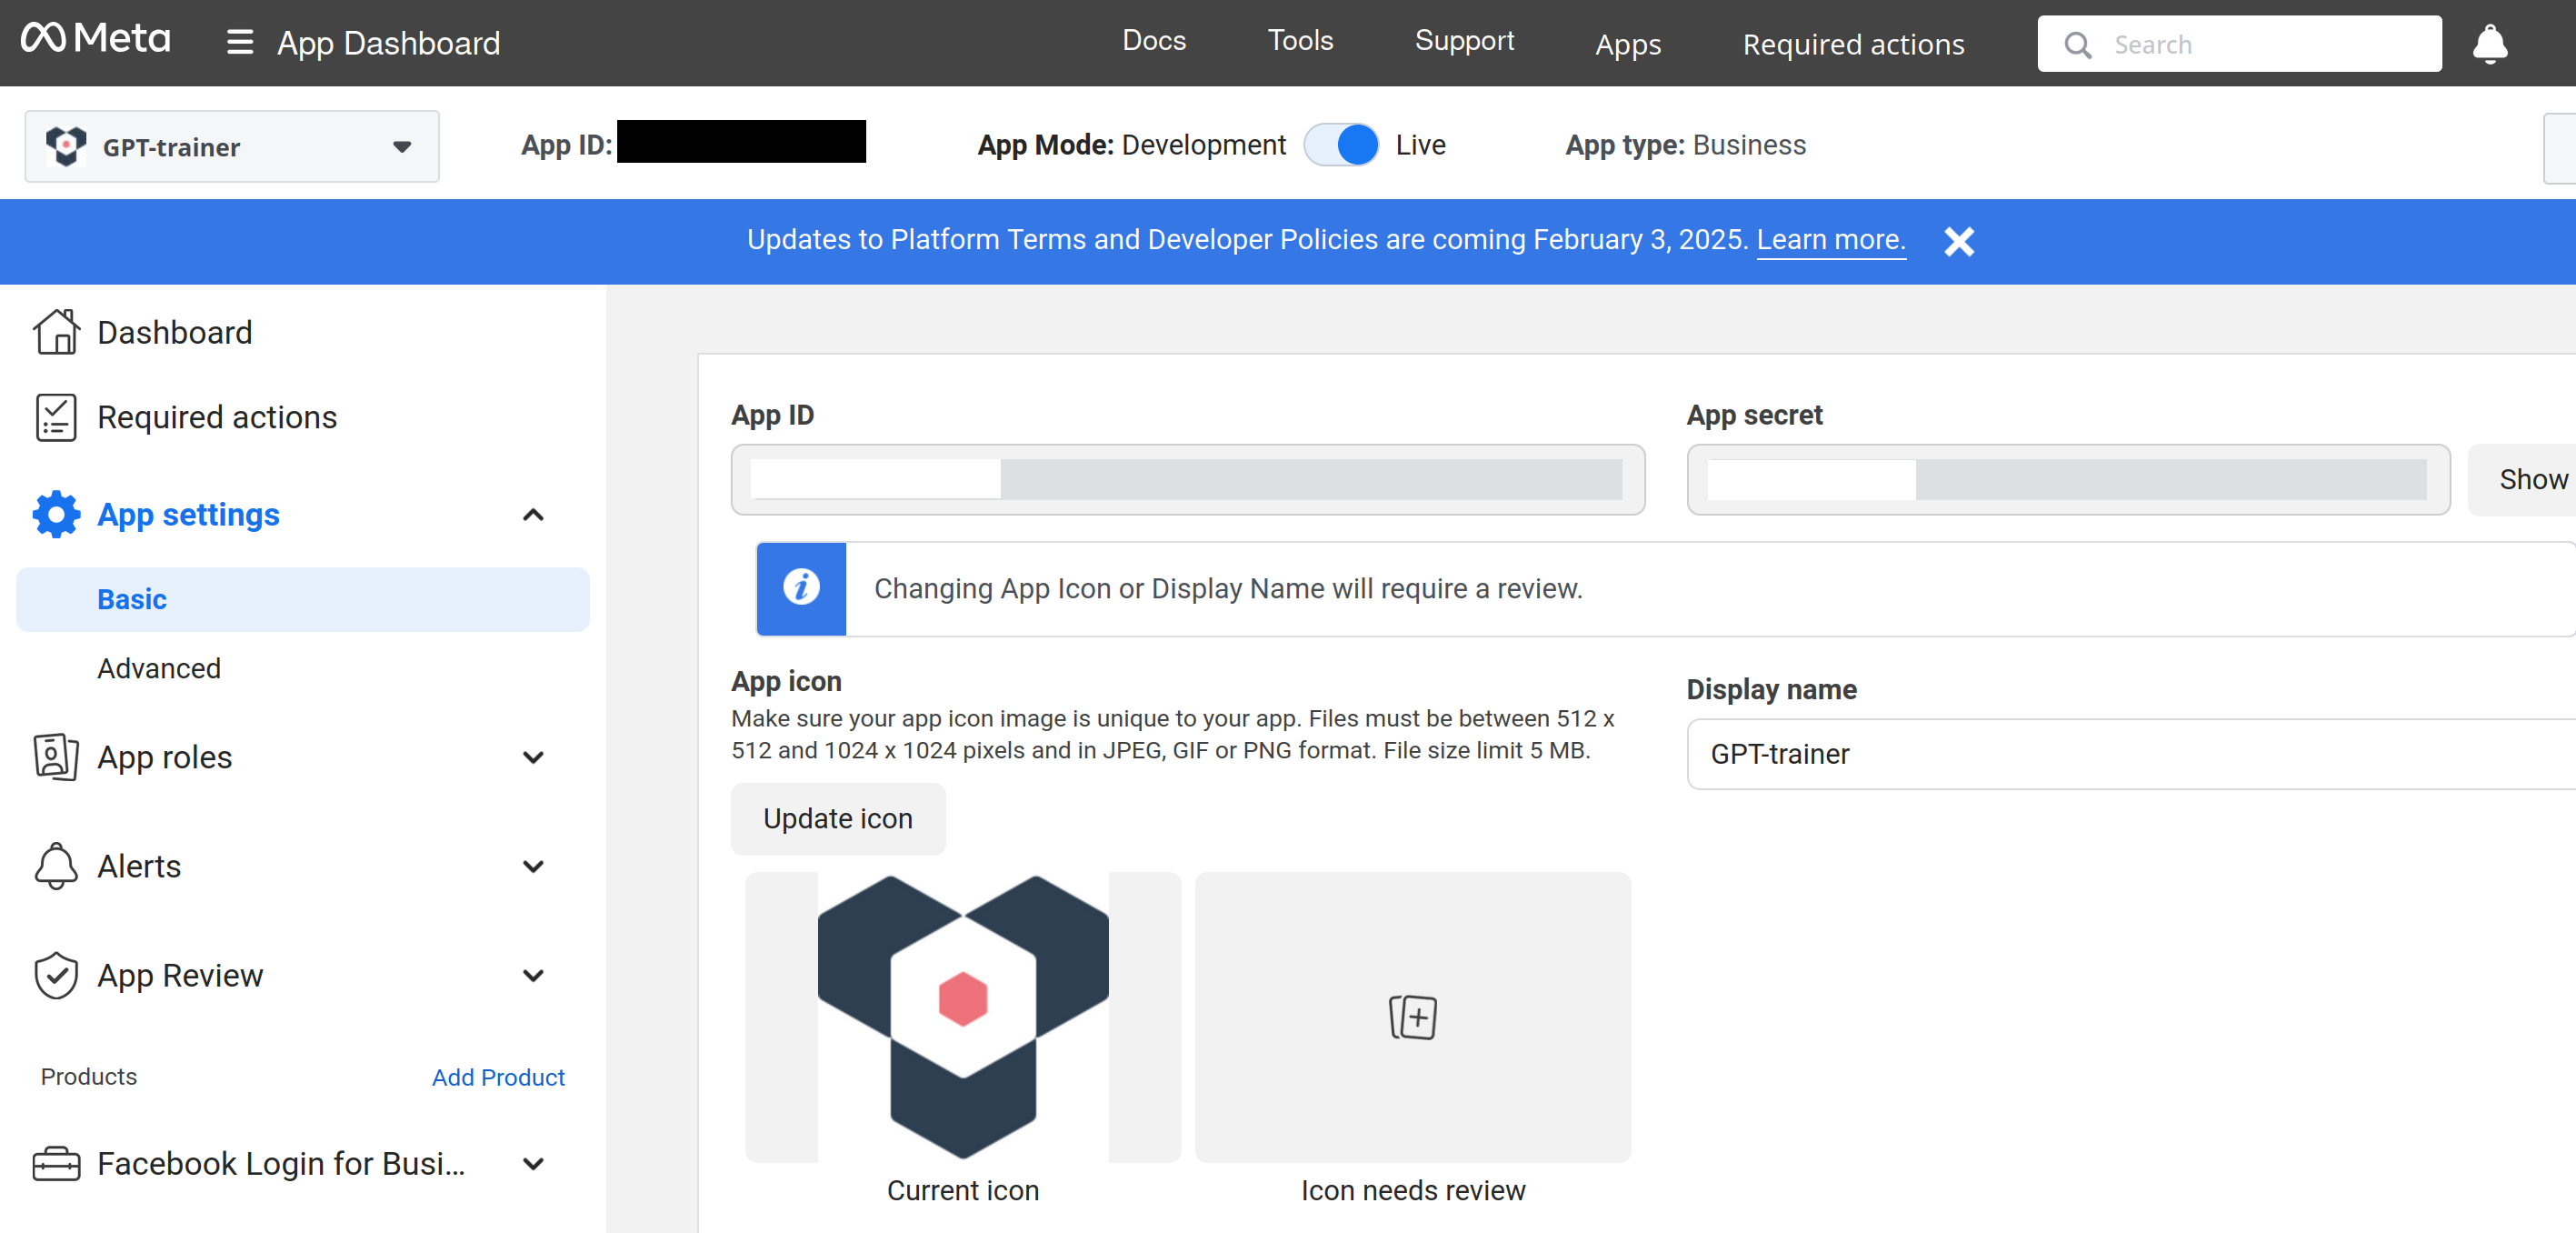 Meta App Dashboard Docs Tools Support Apps Required actions Search
GPT-trainer App ID: App Mode: Development Live App type: Business
Updates to Platform Terms and Developer Policies are coming February 3, 2025. Learn more.
Dashboard
Required actions
App settings
Basic
Advanced
App roles
Alerts
App Review
Products Add Product
Facebook Login for Busi...
App ID App secret
Show
Changing App Icon or Display Name will require a review.
App icon
Make sure your app icon image is unique to your app. Files must be between 512 x
512 and 1024 x 1024 pixels and in JPEG, GIF or PNG format. File size limit 5 MB.
Update icon
Display name
GPT-trainer
Current icon Icon needs review